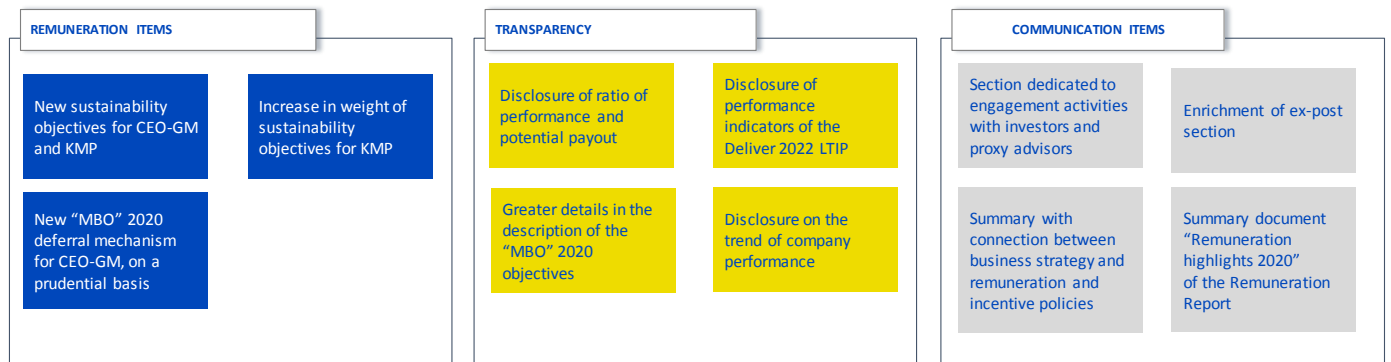 REMUNERATION ITEMS
New sustainability
objectives for CEO-GM
and KMP
Increase in weight of
sustainability
objectives for KMP
New “MBO” 2020
deferral mechanism
for CEO-GM, on a
prudential basis
TRANSPARENCY
Disclosure of ratio of
performance and
potential payout
Disclosure of
performance
indicators of the
Deliver 2022 LTIP
Greater details in the
description of the
“MBO” 2020
objectives
Disclosure on the
trend of company
performance
COMMUNICATION ITEMS
Section dedicated to
engagement activities
with investors and
proxy advisors
Enrichment of ex-post
section
Summary with
connection between
business strategy and
remuneration and
incentive policies
Summary document
“Remuneration
highlights 2020”
of the Remuneration
Report